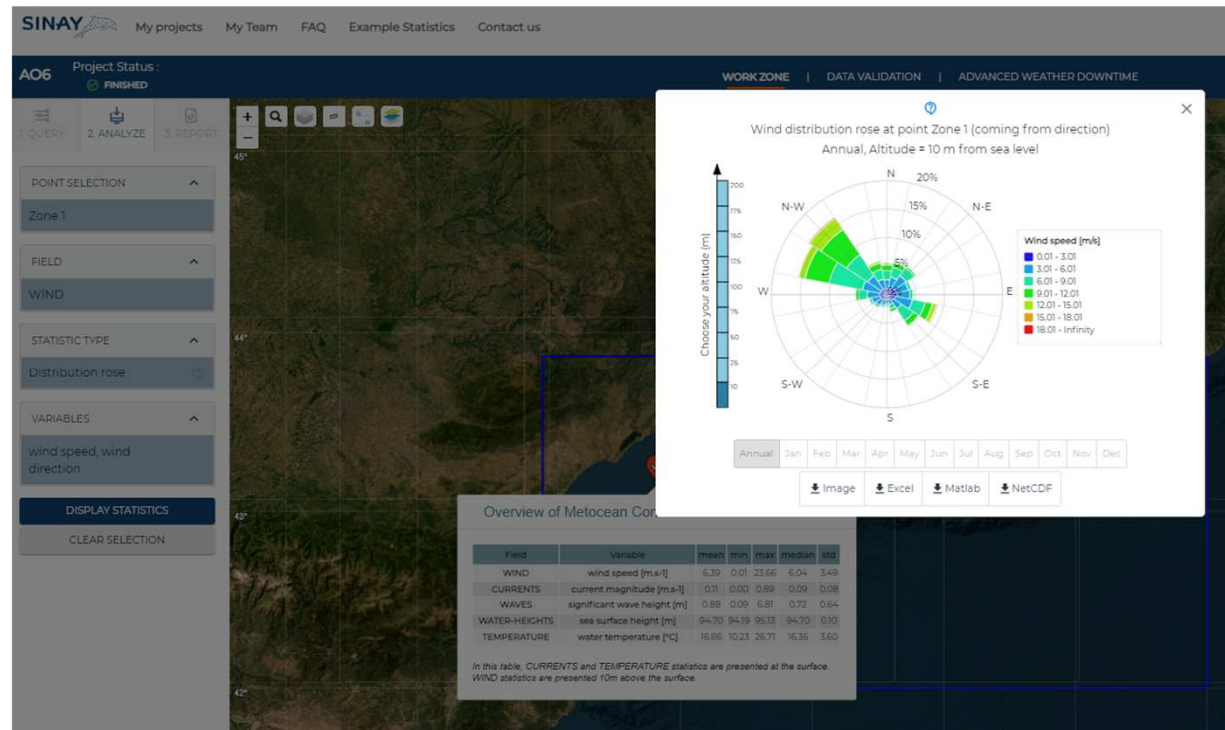 SINAY
My projects
My Team
FAQ
Example Statistics
Contact us
AO6
Project Status :
FINISHED
WORK ZONE | DATA VALIDATION | ADVANCED WEATHER DOWNTIME
1. QUERY
2. ANALYZE
3. REPORT
POINT SELECTION
Zone 1
FIELD
WIND
STATISTIC TYPE
Distribution rose
VARIABLES
wind speed, wind
direction
DISPLAY STATISTICS
CLEAR SELECTION
+
−
45°
44°
43°
42°
Wind distribution rose at point Zone 1 (coming from direction)
Annual, Altitude = 10 m from sea level
Choose your altitude (m)
200
175
150
125
100
75
50
25
10
N
N-E
E
S-E
S
S-W
W
N-W
20%
15%
10%
5%
Wind speed [m/s]
0.01 - 3.01
3.01 - 6.01
6.01 - 9.01
9.01 - 12.01
12.01 - 15.01
15.01 - 18.01
18.01 - Infinity
Annual Jan Feb Mar Apr May Jun Jul Aug Sep Oct Nov Dec
Image Excel Matlab NetCDF
Overview of Metocean Con
Field Variable mean min max median std
WIND wind speed [m.s-1] 6.39 0.01 23.66 6.04 3.49
CURRENTS current magnitude [m.s-1] 0.11 0.00 0.89 0.09 0.08
WAVES significant wave height [m] 0.88 0.09 6.81 0.72 0.64
WATER-HEIGHTS sea surface height [m] 94.70 94.19 95.13 94.70 0.10
TEMPERATURE water temperature [°C] 16.86 10.23 26.71 16.36 3.60
In this table, CURRENTS and TEMPERATURE statistics are presented at the surface.
WIND statistics are presented 10m above the surface.